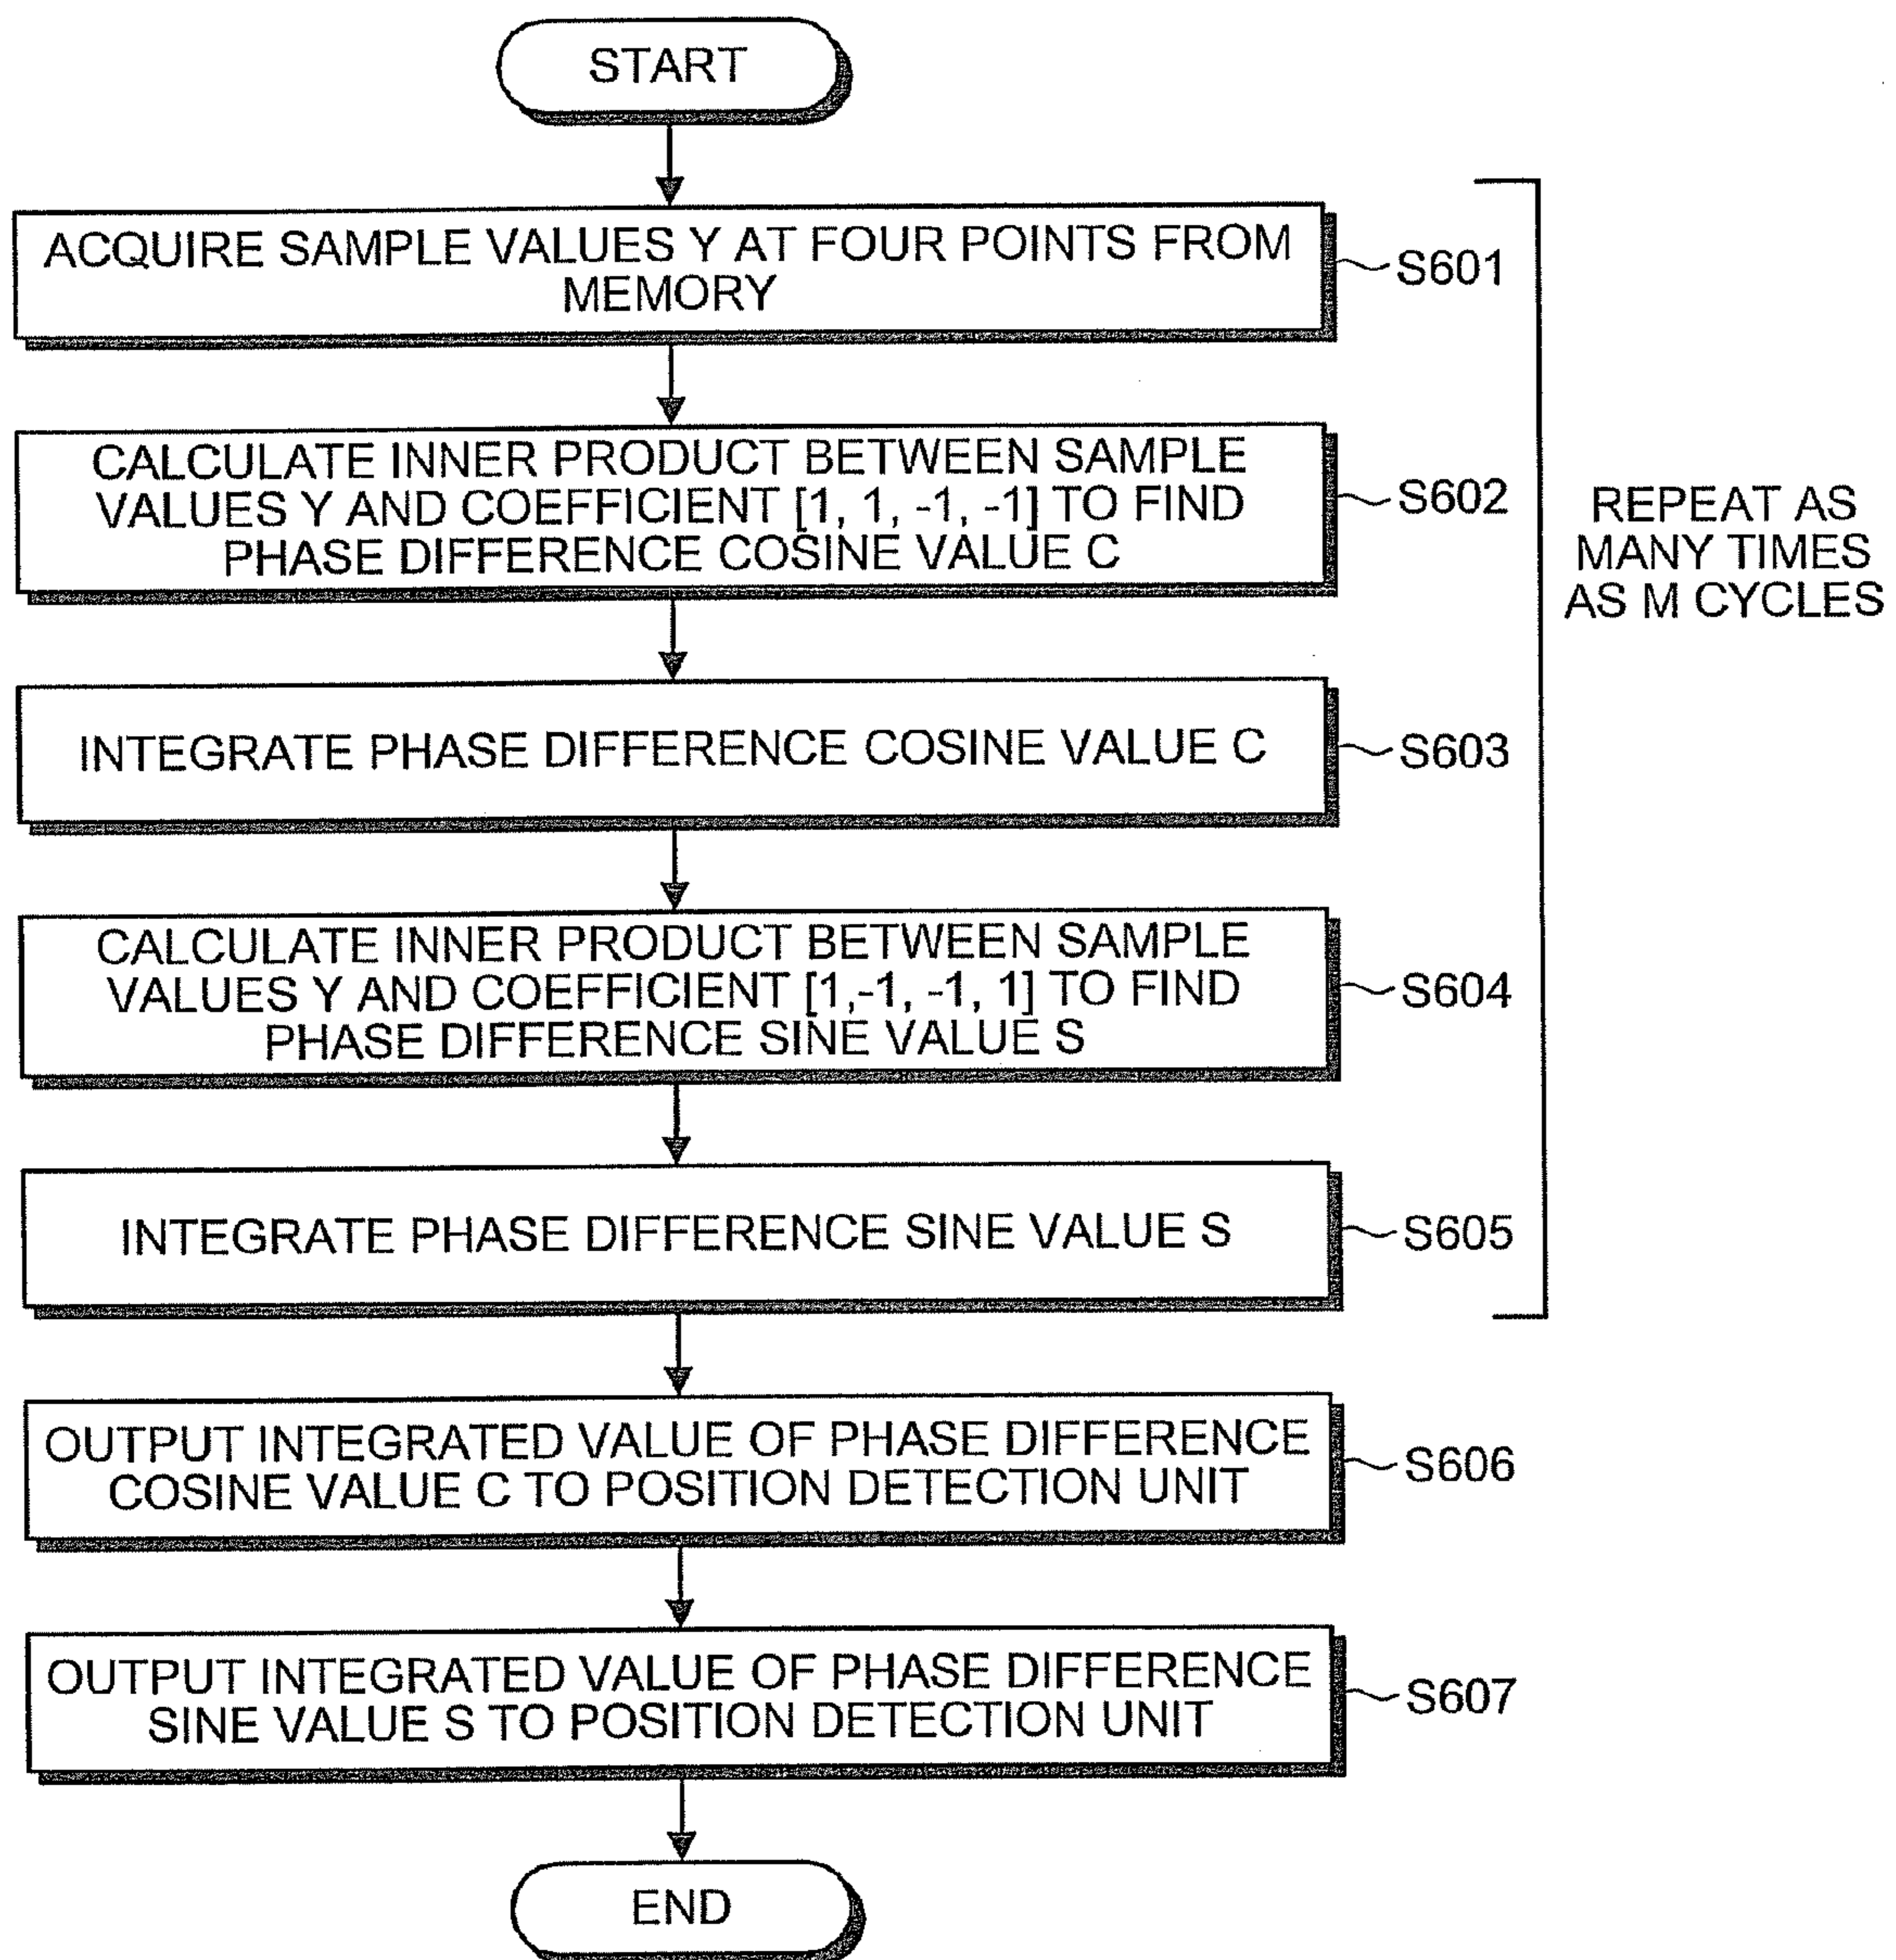 START
ACQUIRE SAMPLE VALUES Y AT FOUR POINTS FROM
MEMORY
S601
CALCULATE INNER PRODUCT BETWEEN SAMPLE
VALUES Y AND COEFFICIENT [1, 1, -1, -1] TO FIND
PHASE DIFFERENCE COSINE VALUE C
S602
REPEAT AS
MANY TIMES
AS M CYCLES
INTEGRATE PHASE DIFFERENCE COSINE VALUE C
S603
CALCULATE INNER PRODUCT BETWEEN SAMPLE
VALUES Y AND COEFFICIENT [1,-1, -1, 1] TO FIND
PHASE DIFFERENCE SINE VALUE S
S604
INTEGRATE PHASE DIFFERENCE SINE VALUE S
S605
OUTPUT INTEGRATED VALUE OF PHASE DIFFERENCE
COSINE VALUE C TO POSITION DETECTION UNIT
S606
OUTPUT INTEGRATED VALUE OF PHASE DIFFERENCE
SINE VALUE S TO POSITION DETECTION UNIT
S607
END